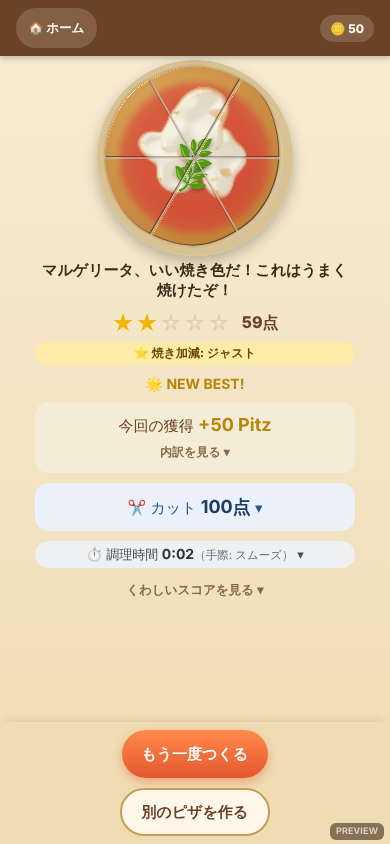 🏠 ホーム
🪙 50
マルゲリータ、いい焼き色だ！これはうまく
焼けたぞ！
★★☆☆☆ 59点
⭐ 焼き加減: ジャスト
🌟 NEW BEST!
今回の獲得 +50 Pitz
内訳を見る ▾
✂️ カット 100点 ▾
⏱️ 調理時間 0:02（手際: スムーズ） ▾
くわしいスコアを見る ▾
もう一度つくる
別のピザを作る
PREVIEW